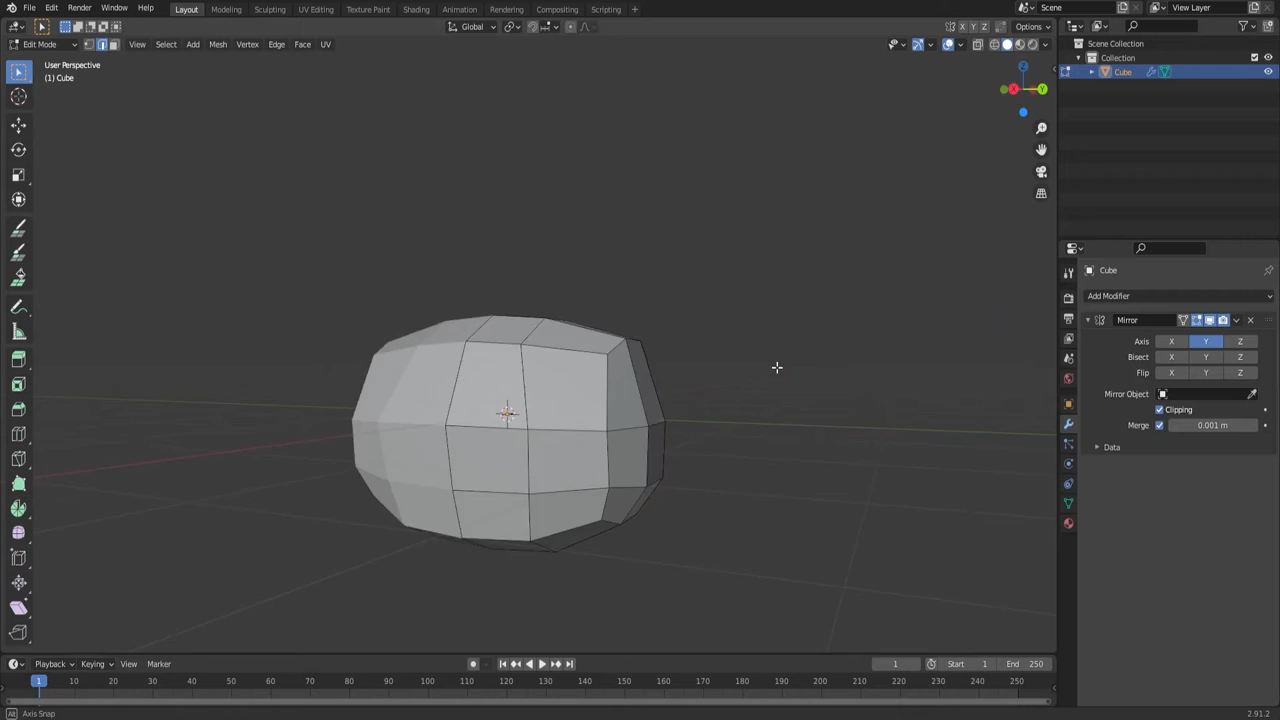 File Edit Render Window Help Layout Modeling Sculpting UV Editing Texture Paint Shading Animation Rendering Compositing Scripting + Scene View Layer
Global X Y Z Options
Edit Mode View Select Add Mesh Vertex Edge Face UV Scene Collection
User Perspective Collection
(1) Cube Cube
Z
X Y
Cube
Add Modifier
Mirror
Axis X Y Z
Bisect X Y Z
Flip X Y Z
Mirror Object
Clipping
Merge 0.001 m
Data
Playback Keying View Marker 1 Start 1 End 250
1 10 20 30 40 50 60 70 80 90 100 110 120 130 140 150 160 170 180 190 200 210 220 230 240 250
Alt Axis Snap 2.91.2